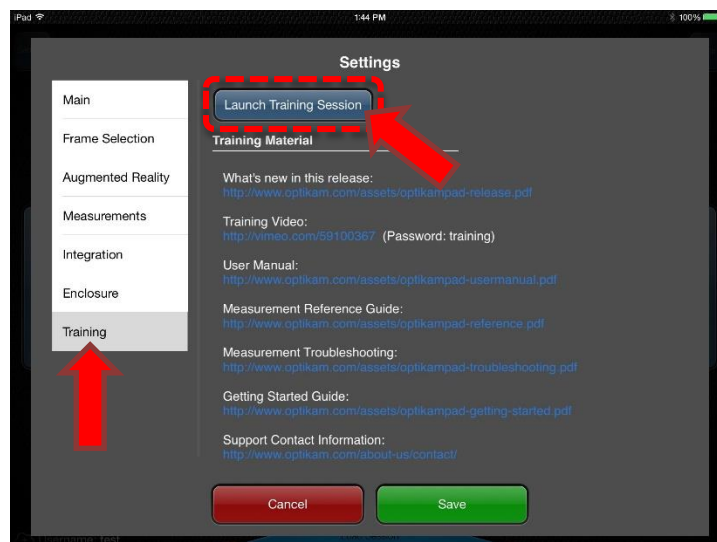 iPad 1:44 PM 100%
Settings
Main
Frame Selection
Augmented Reality
Measurements
Integration
Enclosure
Training
Launch Training Session
Training Material
What's new in this release:
http://www.optikam.com/assets/optikampad-release.pdf
Training Video:
http://vimeo.com/59100367 (Password: training)
User Manual:
http://www.optikam.com/assets/optikampad-usermanual.pdf
Measurement Reference Guide:
http://www.optikam.com/assets/optikampad-reference.pdf
Measurement Troubleshooting:
http://www.optikam.com/assets/optikampad-troubleshooting.pdf
Getting Started Guide:
http://www.optikam.com/assets/optikampad-getting-started.pdf
Support Contact Information:
http://www.optikam.com/about-us/contact/
Cancel Save
Username: test